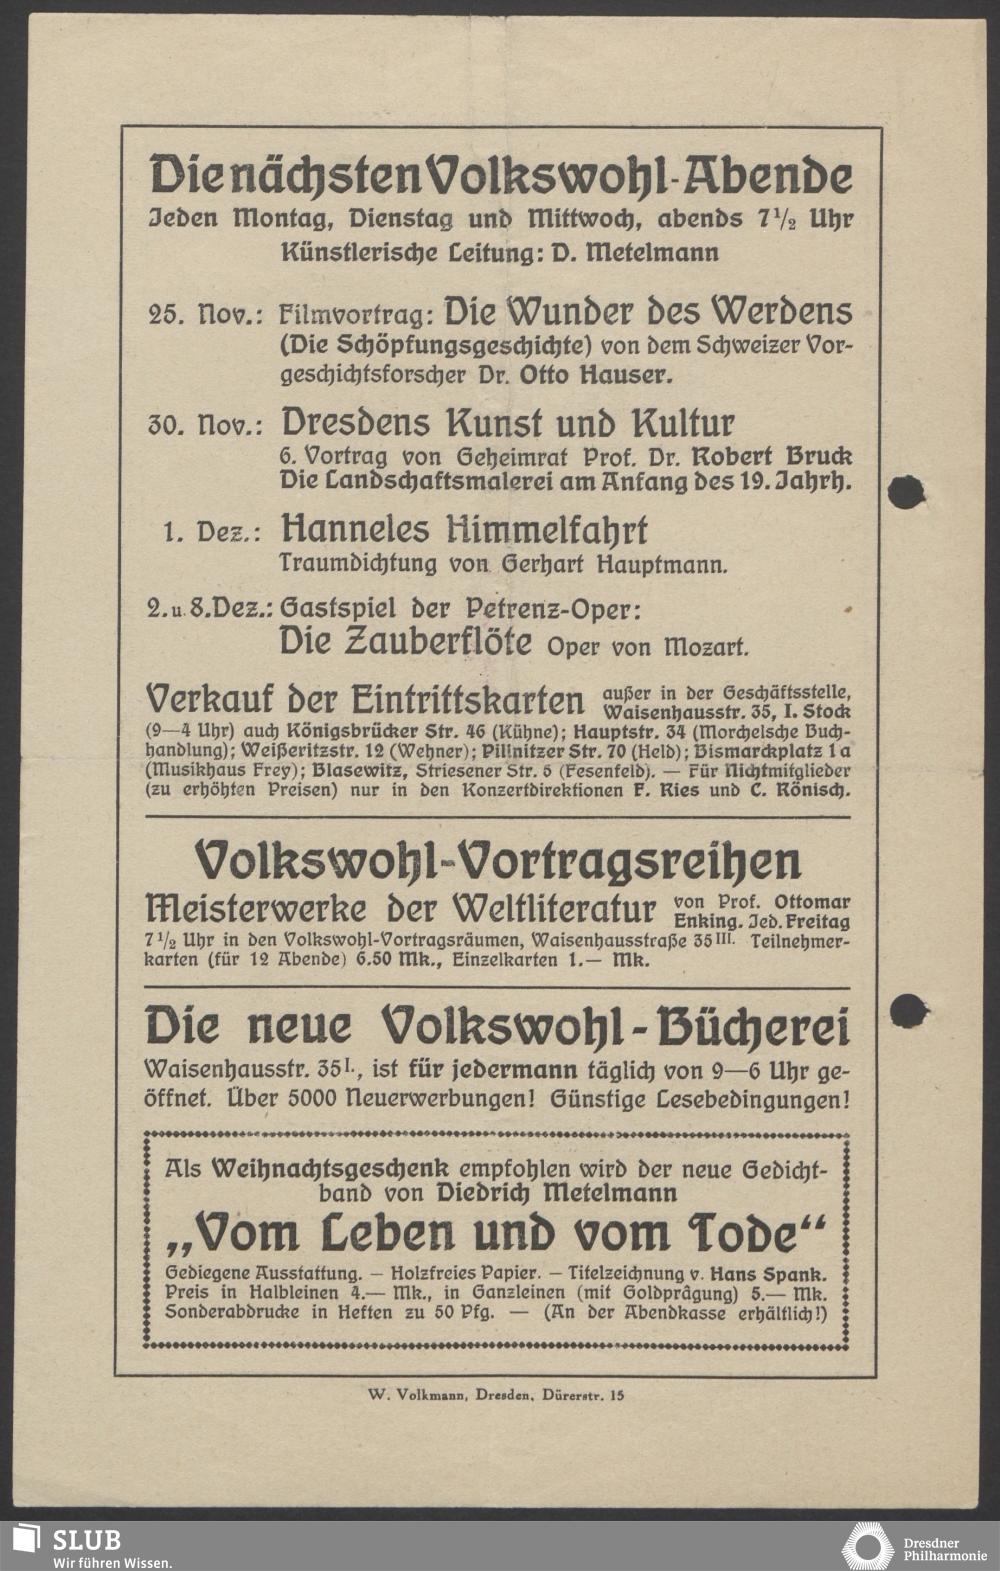 Die nächsten Volkswohl-Abende
Jeden Montag, Dienstag und Mittwoch, abends 7½ Uhr
Künstlerische Leitung: D. Metelmann
25. Nov.: Filmvortrag: Die Wunder des Werdens
(Die Schöpfungsgeschichte) von dem Schweizer Vor-
geschichtsforscher Dr. Otto Hauser.
30. Nov.: Dresdens Kunst und Kultur
6. Vortrag von Geheimrat Prof. Dr. Robert Bruck
Die Landschaftsmalerei am Anfang des 19. Jahrh.
1. Dez.: Hanneles Himmelfahrt
Traumdichtung von Gerhart Hauptmann.
2. u. 8. Dez.: Gastspiel der Petrenz-Oper:
Die Zauberflöte Oper von Mozart.
Verkauf der Eintrittskarten außer in der Geschäftsstelle,
Waisenhausstr. 35, I. Stock
(9—4 Uhr) auch Königsbrücker Str. 46 (Kühne); Hauptstr. 34 (Morchelsche Buch-
handlung); Weißeritzstr. 12 (Wehner); Pillnitzer Str. 70 (Held); Bismarckplatz 1a
(Musikhaus Frey); Blasewitz, Striesener Str. 5 (Fesenfeld). — Für Nichtmitglieder
(zu erhöhten Preisen) nur in den Konzertdirektionen F. Ries und C. Rönisch.
Volkswohl-Vortragsreihen
Meisterwerke der Weltliteratur von Prof. Ottomar
Enking. Jed. Freitag
7½ Uhr in den Volkswohl-Vortragsräumen, Waisenhausstraße 35 III. Teilnehmer-
karten (für 12 Abende) 6.50 Mk., Einzelkarten 1.— Mk.
Die neue Volkswohl-Bücherei
Waisenhausstr. 35 I., ist für jedermann täglich von 9—6 Uhr ge-
öffnet. Über 5000 Neuerwerbungen! Günstige Lesebedingungen!
Als Weihnachtsgeschenk empfohlen wird der neue Gedicht-
band von Diedrich Metelmann
„Vom Leben und vom Tode“
Gediegene Ausstattung. — Holzfreies Papier. — Titelzeichnung v. Hans Spank.
Preis in Halbleinen 4.— Mk., in Ganzleinen (mit Goldprägung) 5.— Mk.
Sonderabdrucke in Heften zu 50 Pfg. — (An der Abendkasse erhältlich!)
W. Volkmann, Dresden, Dürerstr. 15
SLUB
Wir führen Wissen.
Dresdner
Philharmonie